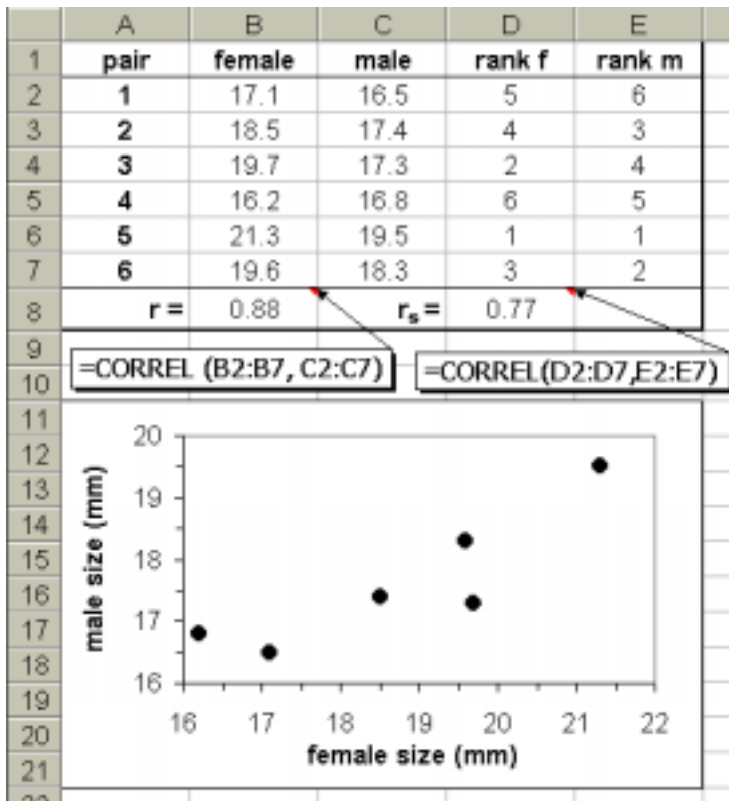 A B C D E
1 pair female male rank f rank m
2 1 17.1 16.5 5 6
3 2 18.5 17.4 4 3
4 3 19.7 17.3 2 4
5 4 16.2 16.8 6 5
6 5 21.3 19.5 1 1
7 6 19.6 18.3 3 2
8 r = 0.88 rs = 0.77
9
=CORREL (B2:B7, C2:C7) =CORREL(D2:D7,E2:E7)
10
11
12
13
14
15
16
17
18
19
20
21
20
19
18
17
16
male size (mm)
16 17 18 19 20 21 22
female size (mm)